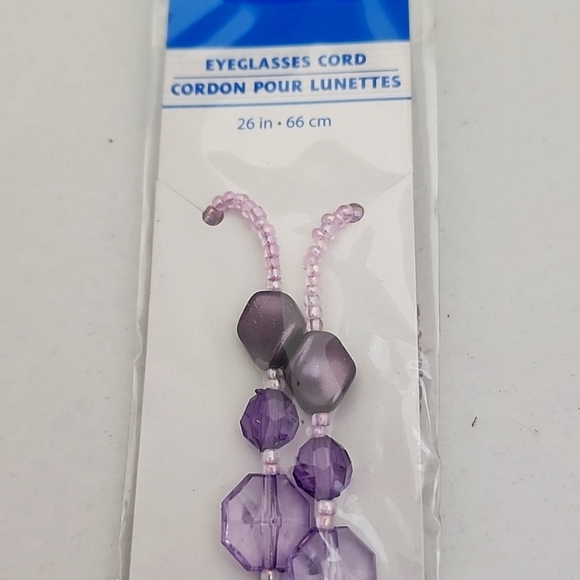 EYEGLASSES CORD
CORDON POUR LUNETTES
26 in • 66 cm